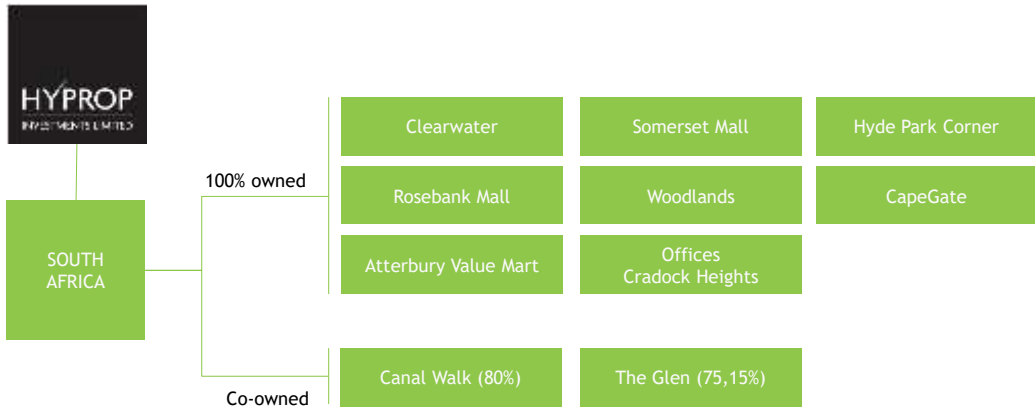 HYPROP
INVESTMENTS LIMITED
SOUTH
AFRICA
100% owned
Clearwater
Somerset Mall
Hyde Park Corner
Rosebank Mall
Woodlands
CapeGate
Atterbury Value Mart
Offices
Cradock Heights
Co-owned
Canal Walk (80%)
The Glen (75,15%)